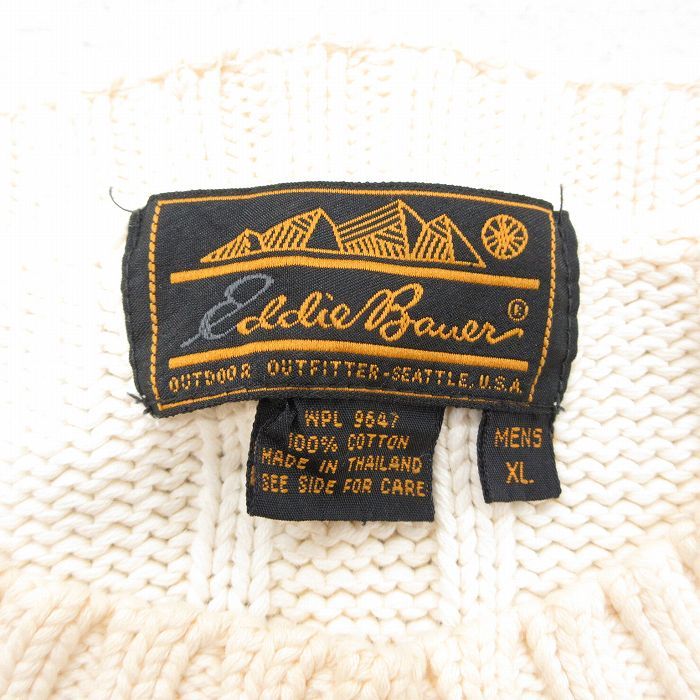 Eddie Bauer ®
OUTDOOR OUTFITTER-SEATTLE, U.S.A.
WPL 9647
100% COTTON
MADE IN THAILAND
SEE SIDE FOR CARE
MENS
XL